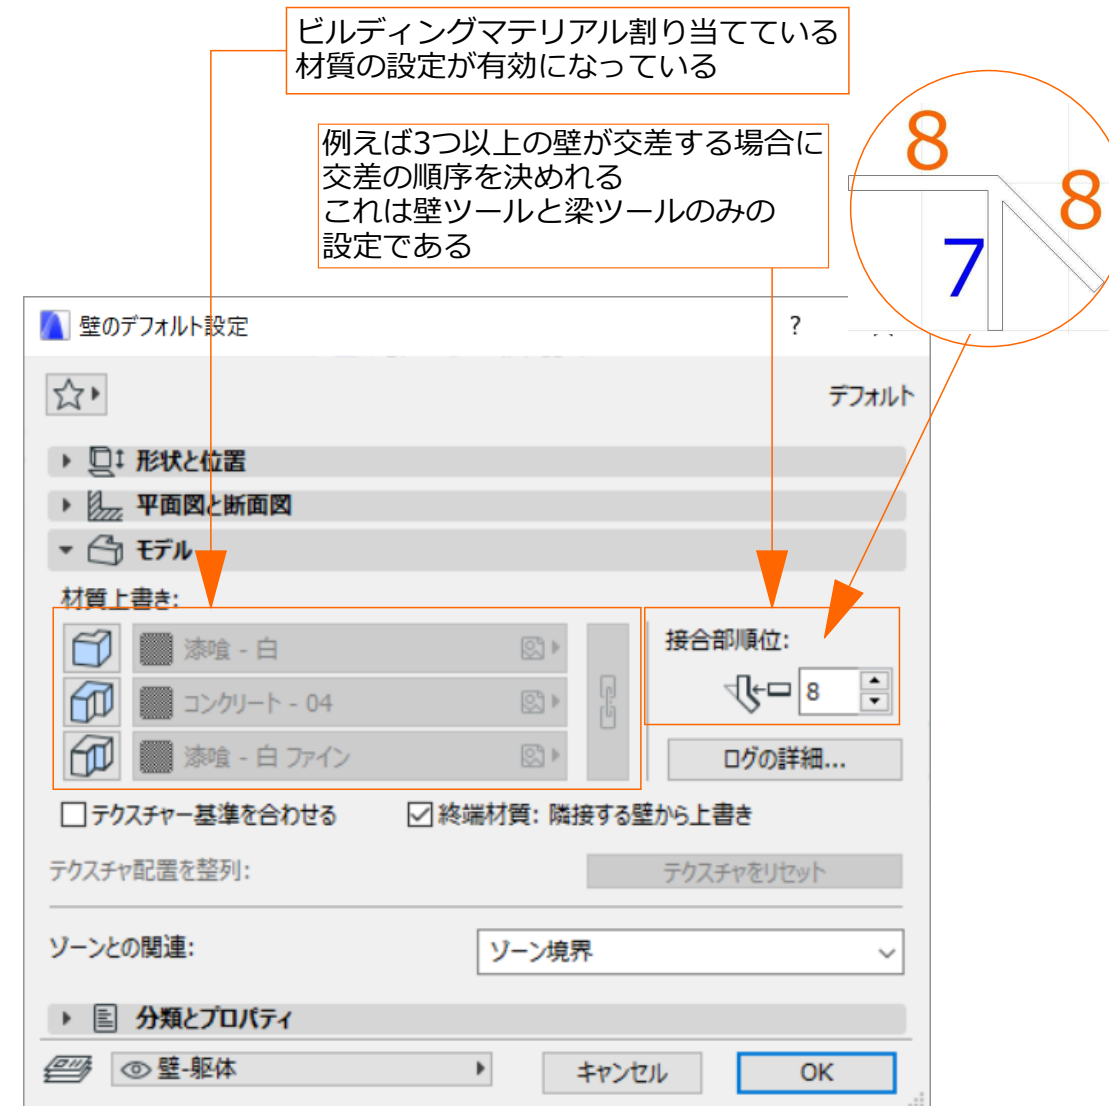 ビルディングマテリアル割り当てている
材質の設定が有効になっている
例えば3つ以上の壁が交差する場合に
交差の順序を決めれる
これは壁ツールと梁ツールのみの
設定である
8
8
7
壁のデフォルト設定
?
デフォルト
形状と位置
平面図と断面図
モデル
材質上書き:
漆喰 - 白
コンクリート - 04
漆喰 - 白 ファイン
接合部順位:
8
ログの詳細...
テクスチャー基準を合わせる
終端材質: 隣接する壁から上書き
テクスチャ配置を整列:
テクスチャをリセット
ゾーンとの関連:
ゾーン境界
分類とプロパティ
壁-躯体
キャンセル
OK